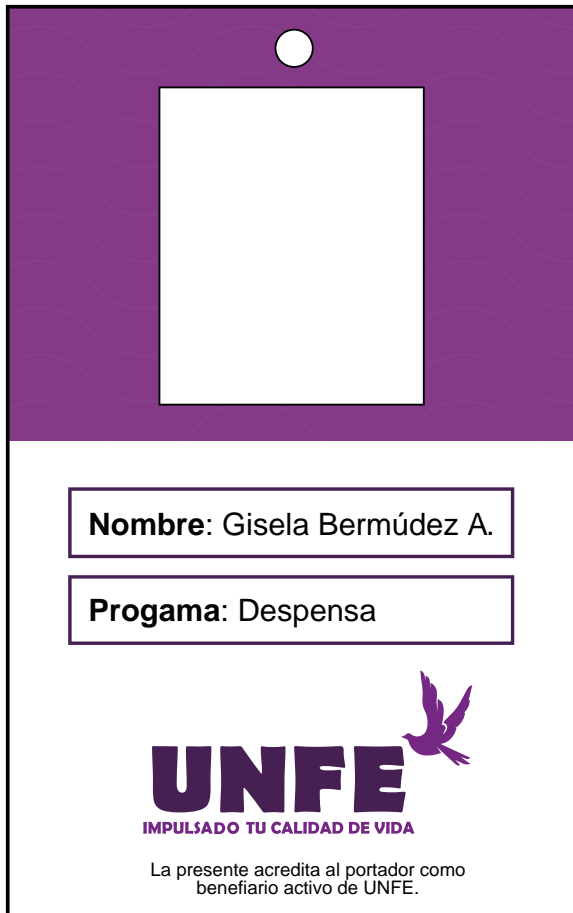 Nombre: Gisela Bermúdez A.
Progama: Despensa
UNFE
IMPULSADO TU CALIDAD DE VIDA
La presente acredita al portador como
benefiario activo de UNFE.